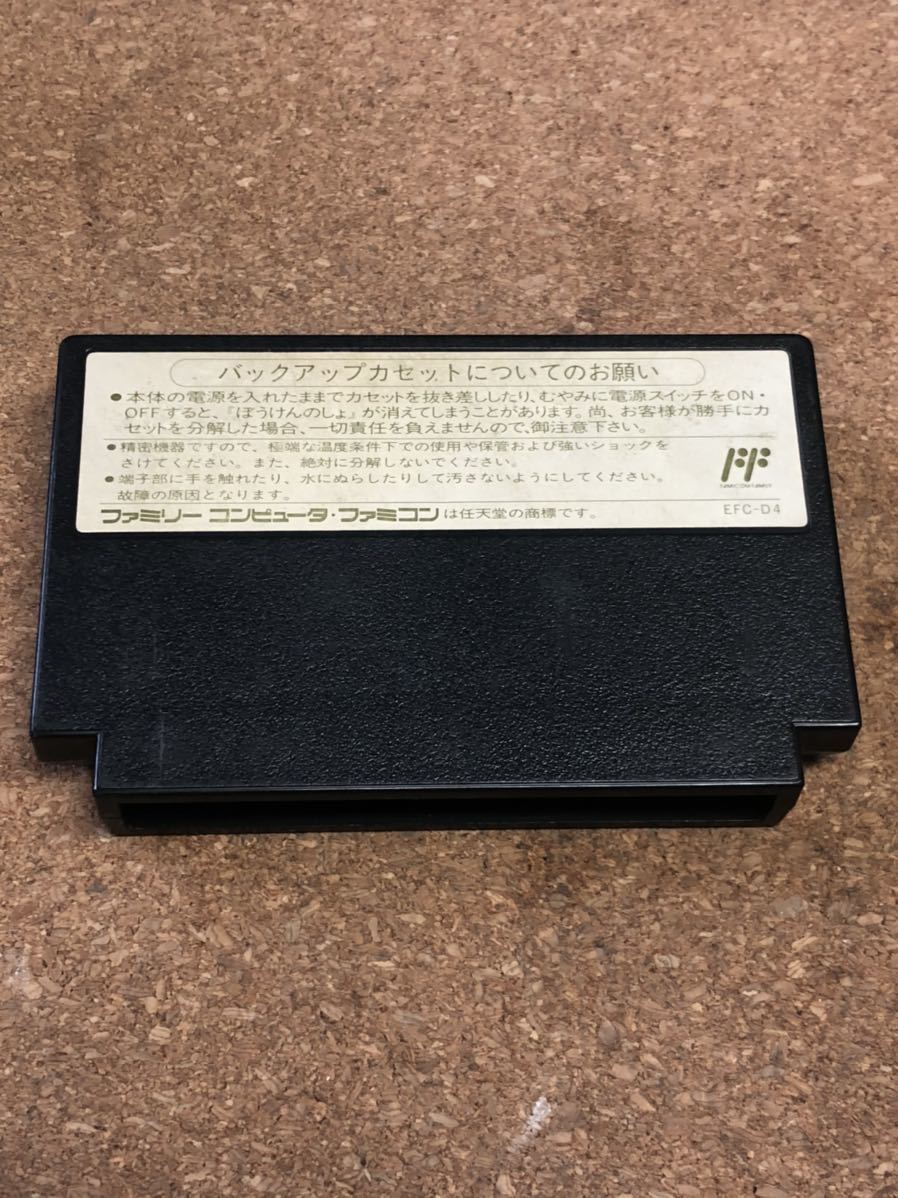 バックアップカセットについてのお願い
●本体の電源を入れたままでカセットを抜き差ししたり、むやみに電源スイッチをON・
OFFすると、『ぼうけんのしょ』が消えてしまうことがあります。尚、お客様が勝手にカ
セットを分解した場合、一切責任を負えませんので、御注意下さい。
●精密機器ですので、極端な温度条件下での使用や保管および強いショックを
さけてください。また、絶対に分解しないでください。
●端子部に手を触れたり、水にぬらしたりして汚さないようにしてください。
故障の原因となります。
ファミリー コンピュータ・ファミコンは任天堂の商標です。
EFC-D4